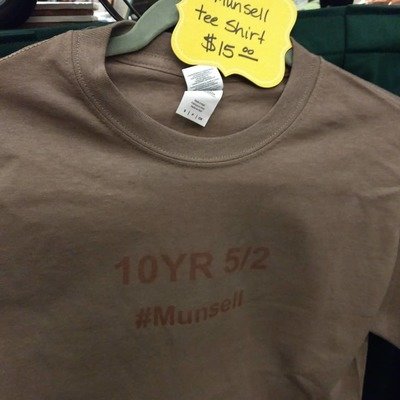 Munsell
tee Shirt
$15.00
10YR 5/2
#Munsell